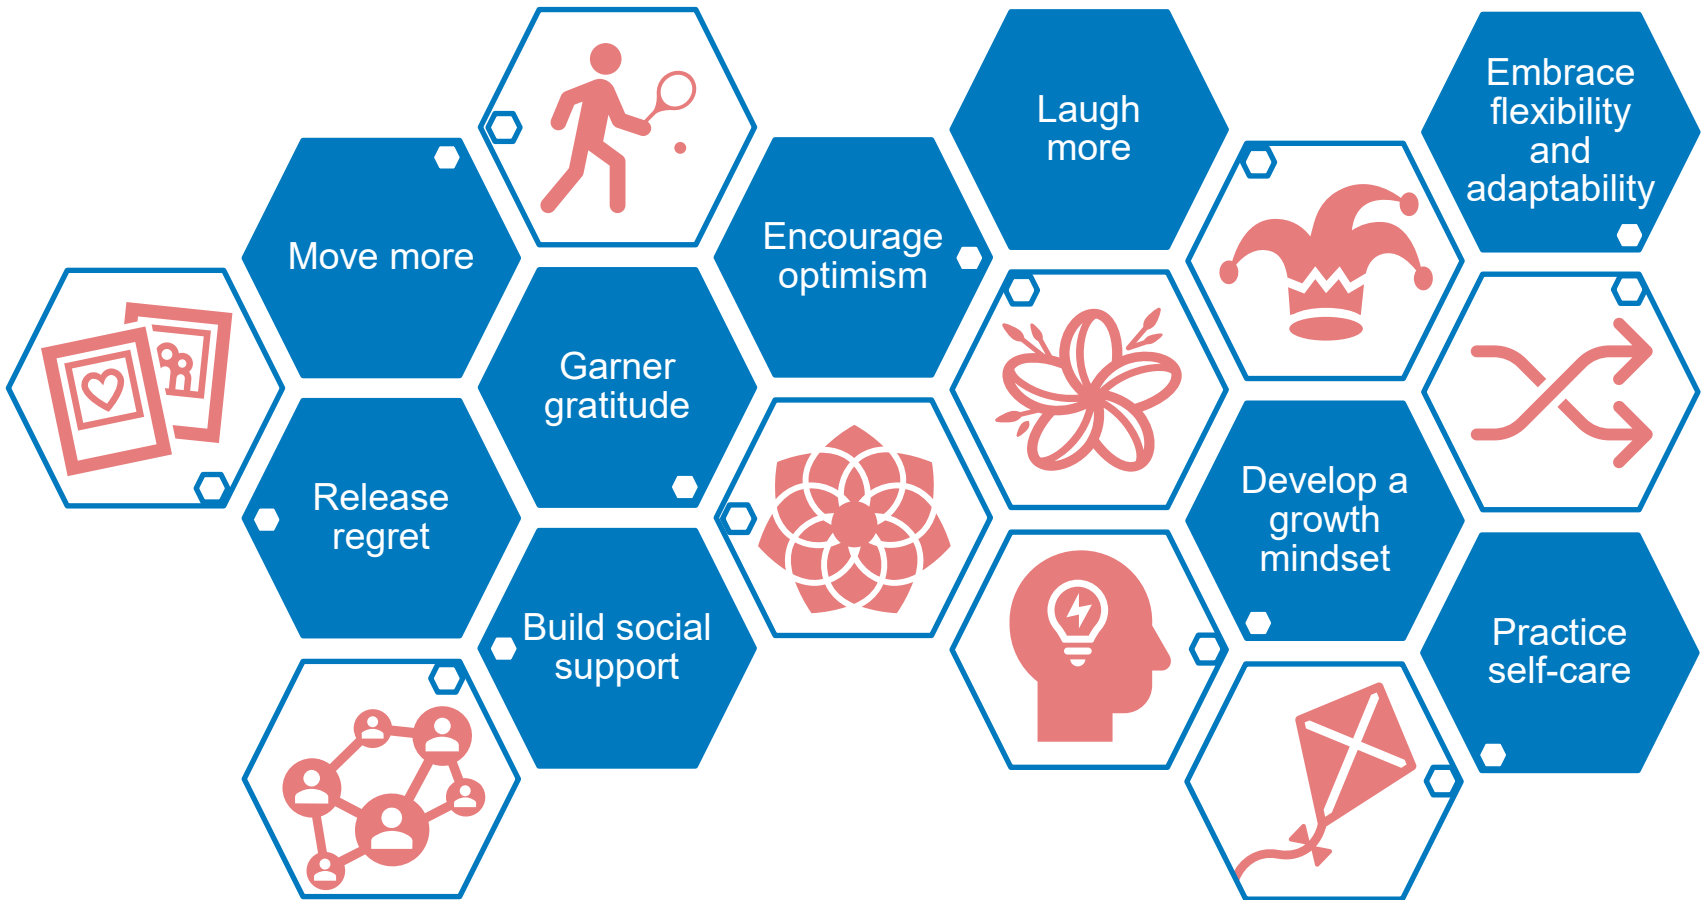 Move more
Release
regret
Garner
gratitude
Build social
support
Encourage
optimism
Laugh
more
Develop a
growth
mindset
Embrace
flexibility
and
adaptability
Practice
self-care